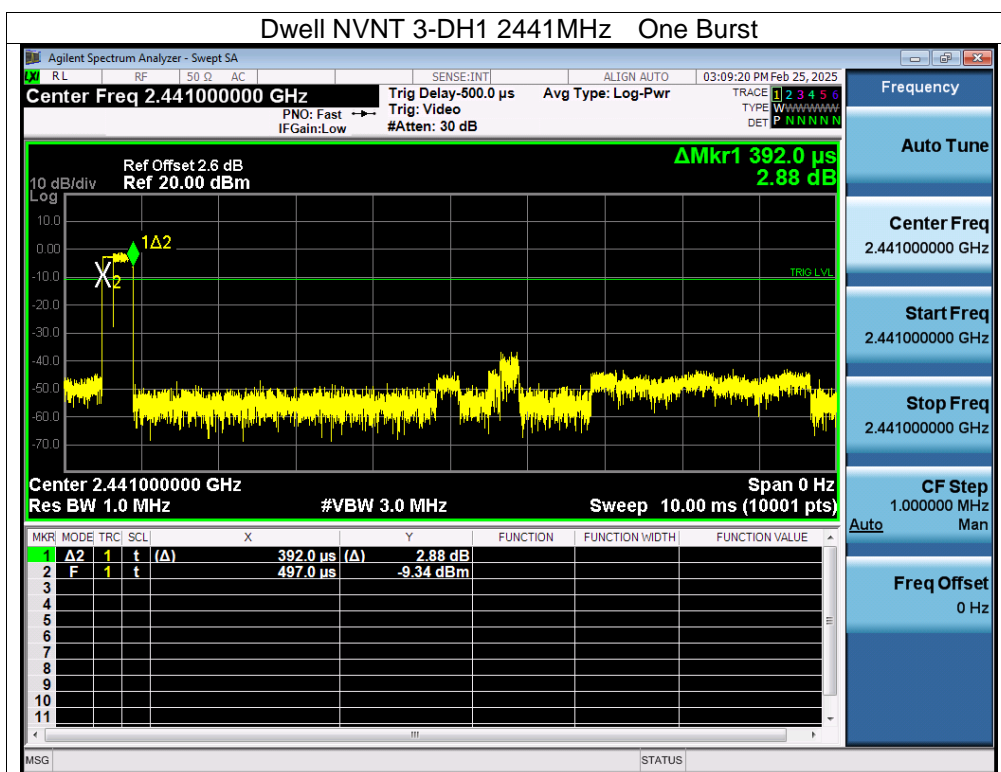 Dwell NVNT 3-DH1 2441MHz One Burst
Agilent Spectrum Analyzer - Swept SA
LXI RL RF 50 Ω AC SENSE:INT ALIGN AUTO 03:09:20 PM Feb 25, 2025
Center Freq 2.441000000 GHz Trig Delay-500.0 µs Avg Type: Log-Pwr TRACE 1 2 3 4 5 6
PNO: Fast Trig: Video TYPE WWWWWWW
IFGain:Low #Atten: 30 dB DET P N N N N N
Frequency
Auto Tune
Center Freq
2.441000000 GHz
Start Freq
2.441000000 GHz
Stop Freq
2.441000000 GHz
CF Step
1.000000 MHz
Auto Man
Freq Offset
0 Hz
ΔMkr1 392.0 µs
2.88 dB
Ref Offset 2.6 dB
10 dB/div Ref 20.00 dBm
Log
10.0
0.00
-10.0
-20.0
-30.0
-40.0
-50.0
-60.0
-70.0
1Δ2
2
TRIG LVL
Center 2.441000000 GHz Span 0 Hz
Res BW 1.0 MHz #VBW 3.0 MHz Sweep 10.00 ms (10001 pts)
MKR MODE TRC SCL X Y FUNCTION FUNCTION WIDTH FUNCTION VALUE
1 Δ2 1 t (Δ) 392.0 µs (Δ) 2.88 dB
2 F 1 t 497.0 µs -9.34 dBm
3
4
5
6
7
8
9
10
11
MSG STATUS